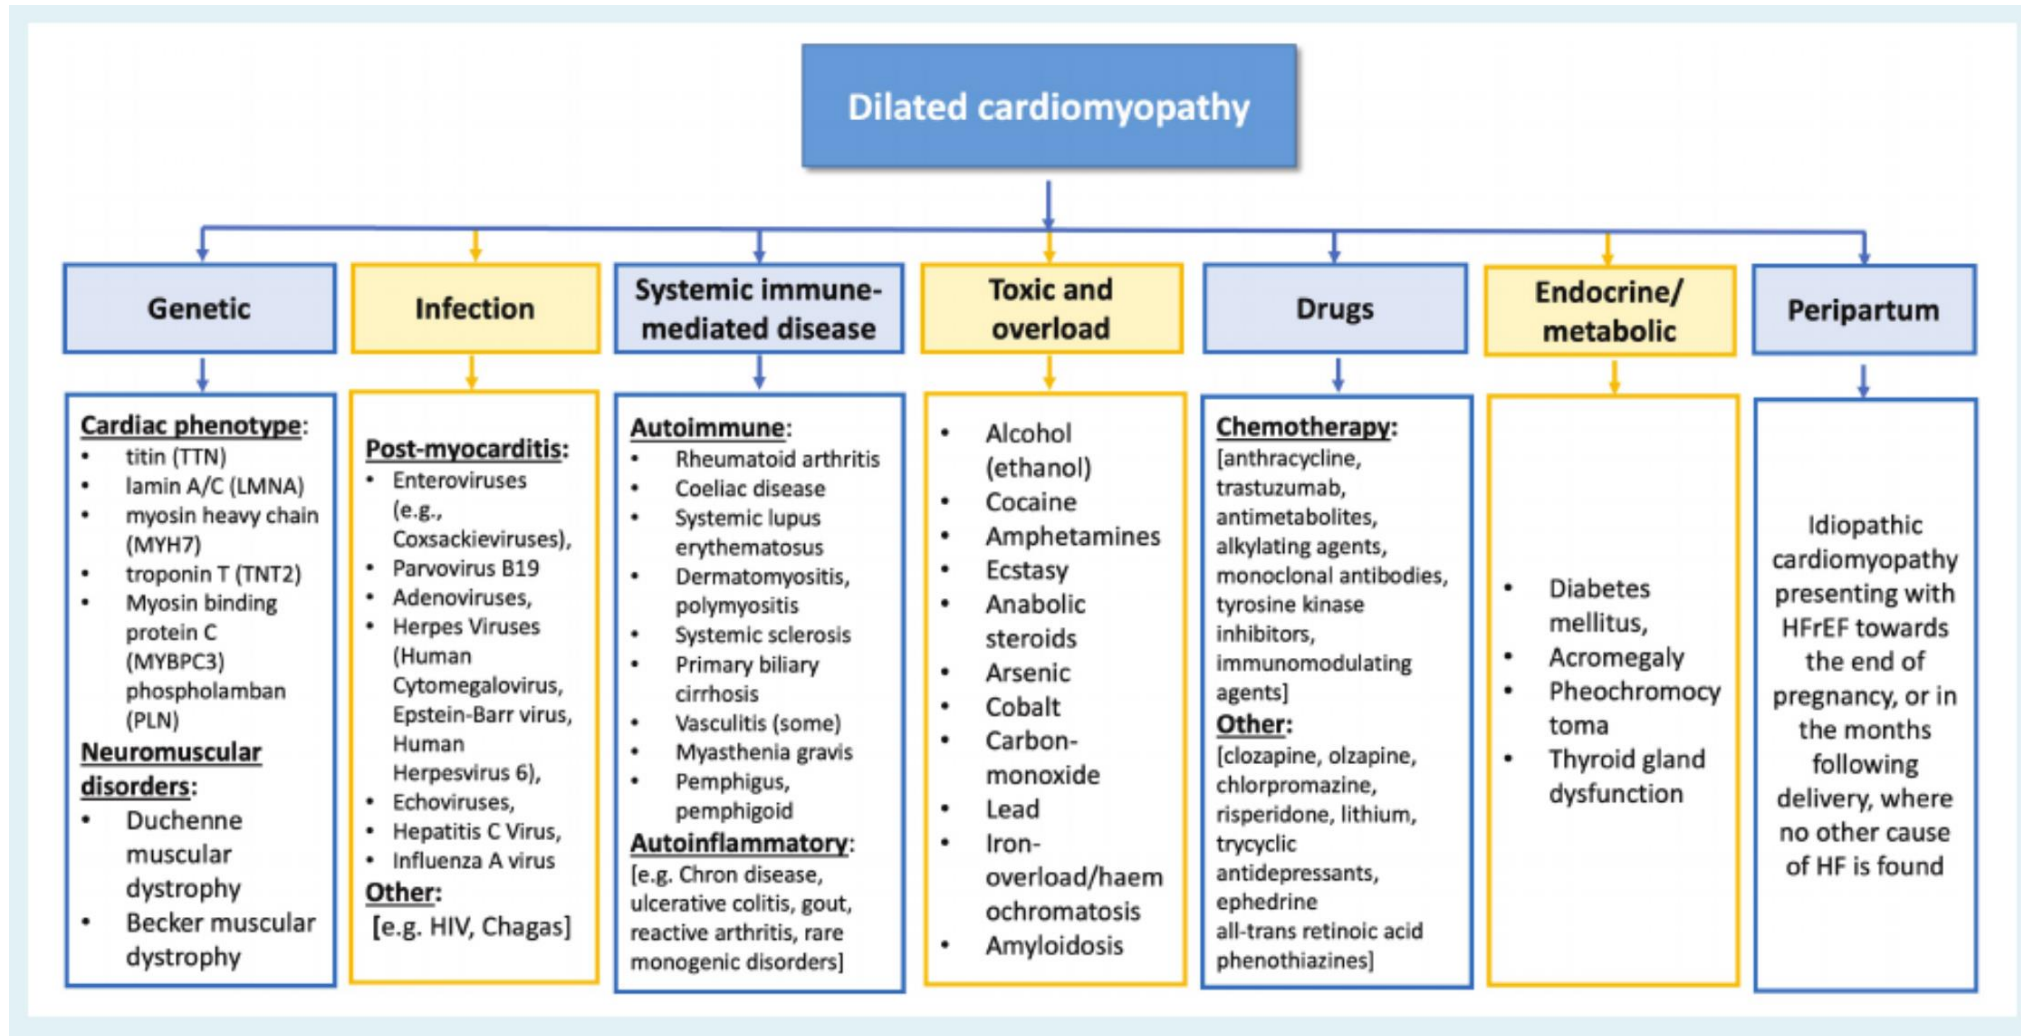 Dilated cardiomyopathy
Genetic
Cardiac phenotype:
• titin (TTN)
• lamin A/C (LMNA)
• myosin heavy chain
(MYH7)
• troponin T (TNT2)
• Myosin binding
protein C
(MYBPC3)
phospholamban
(PLN)
Neuromuscular
disorders:
• Duchenne
muscular
dystrophy
• Becker muscular
dystrophy
Infection
Post-myocarditis:
• Enteroviruses
(e.g.,
Coxsackieviruses),
• Parvovirus B19
• Adenoviruses,
• Herpes Viruses
(Human
Cytomegalovirus,
Epstein-Barr virus,
Human
Herpesvirus 6),
• Echoviruses,
• Hepatitis C Virus,
• Influenza A virus
Other:
[e.g. HIV, Chagas]
Systemic immune-
mediated disease
Autoimmune:
• Rheumatoid arthritis
• Coeliac disease
• Systemic lupus
erythematosus
• Dermatomyositis,
polymyositis
• Systemic sclerosis
• Primary biliary
cirrhosis
• Vasculitis (some)
• Myasthenia gravis
• Pemphigus,
pemphigoid
Autoinflammatory:
[e.g. Chron disease,
ulcerative colitis, gout,
reactive arthritis, rare
monogenic disorders]
Toxic and
overload
• Alcohol
(ethanol)
• Cocaine
• Amphetamines
• Ecstasy
• Anabolic
steroids
• Arsenic
• Cobalt
• Carbon-
monoxide
• Lead
• Iron-
overload/haem
ochromatosis
• Amyloidosis
Drugs
Chemotherapy:
[anthracycline,
trastuzumab,
antimetabolites,
alkylating agents,
monoclonal antibodies,
tyrosine kinase
inhibitors,
immunomodulating
agents]
Other:
[clozapine, olzapine,
chlorpromazine,
risperidone, lithium,
trycyclic
antidepressants,
ephedrine
all-trans retinoic acid
phenothiazines]
Endocrine/
metabolic
• Diabetes
mellitus,
• Acromegaly
• Pheochromocy
toma
• Thyroid gland
dysfunction
Peripartum
Idiopathic
cardiomyopathy
presenting with
HFrEF towards
the end of
pregnancy, or in
the months
following
delivery, where
no other cause
of HF is found